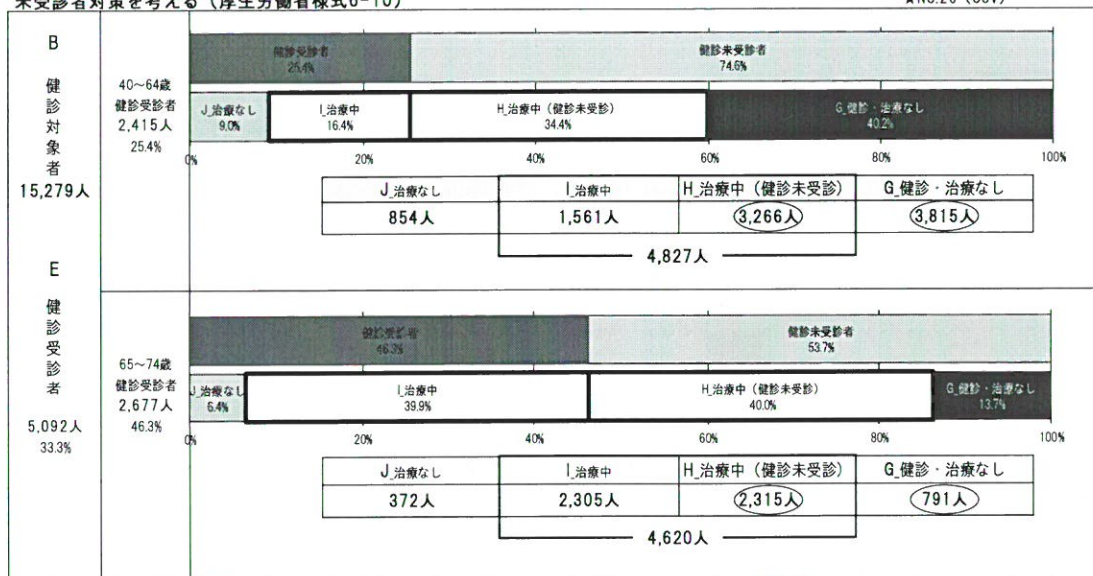 未受診者対策を考える（厚生労働省様式6-10）
★NO.26（CSV）
B
健診対象者
15,279人
E
健診受診者
5,092人
33.3%
40～64歳
健診受診者
2,415人
25.4%
健診受診者
25.4%
健診未受診者
74.6%
J_治療なし
9.0%
I_治療中
16.4%
H_治療中（健診未受診）
34.4%
G_健診・治療なし
40.2%
0% 20% 40% 60% 80% 100%
J_治療なし I_治療中 H_治療中（健診未受診） G_健診・治療なし
854人 1,561人 3,266人 3,815人
4,827人
65～74歳
健診受診者
2,677人
46.3%
健診受診者
46.3%
健診未受診者
53.7%
J_治療なし
6.4%
I_治療中
39.9%
H_治療中（健診未受診）
40.0%
G_健診・治療なし
13.7%
0% 20% 40% 60% 80% 100%
J_治療なし I_治療中 H_治療中（健診未受診） G_健診・治療なし
372人 2,305人 2,315人 791人
4,620人